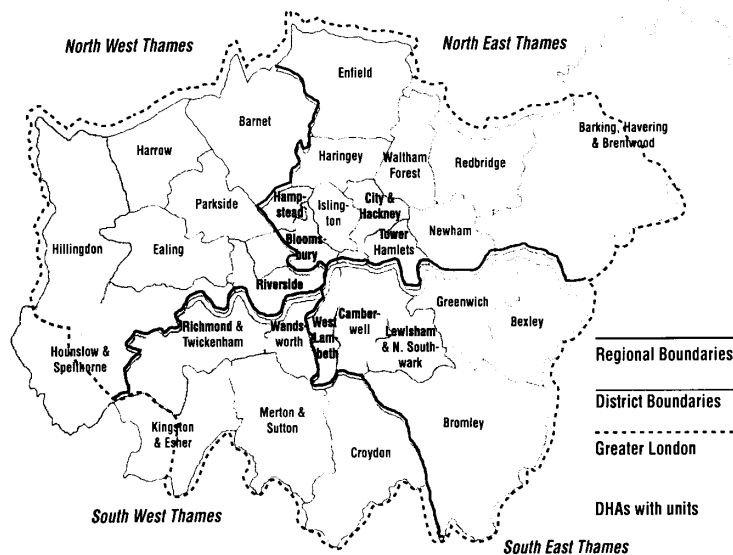 North West Thames
North East Thames
Enfield
Barnet
Barking, Havering
& Brentwood
Harrow
Haringey
Waltham
Forest
Redbridge
Parkside
Hamp-
stead
Isling-
ton
City &
Hackney
Hillingdon
Ealing
Blooms-
bury
Tower
Hamlets
Newham
Riverside
Greenwich
Richmond &
Twickenham
Wands-
worth
West
Lam-
beth
Camber-
well
Lewisham
& N. South-
wark
Bexley
Hounslow &
Spelthorne
Regional Boundaries
District Boundaries
Kingston
& Esher
Merton &
Sutton
Croydon
Bromley
Greater London
DHAs with units
South West Thames
South East Thames